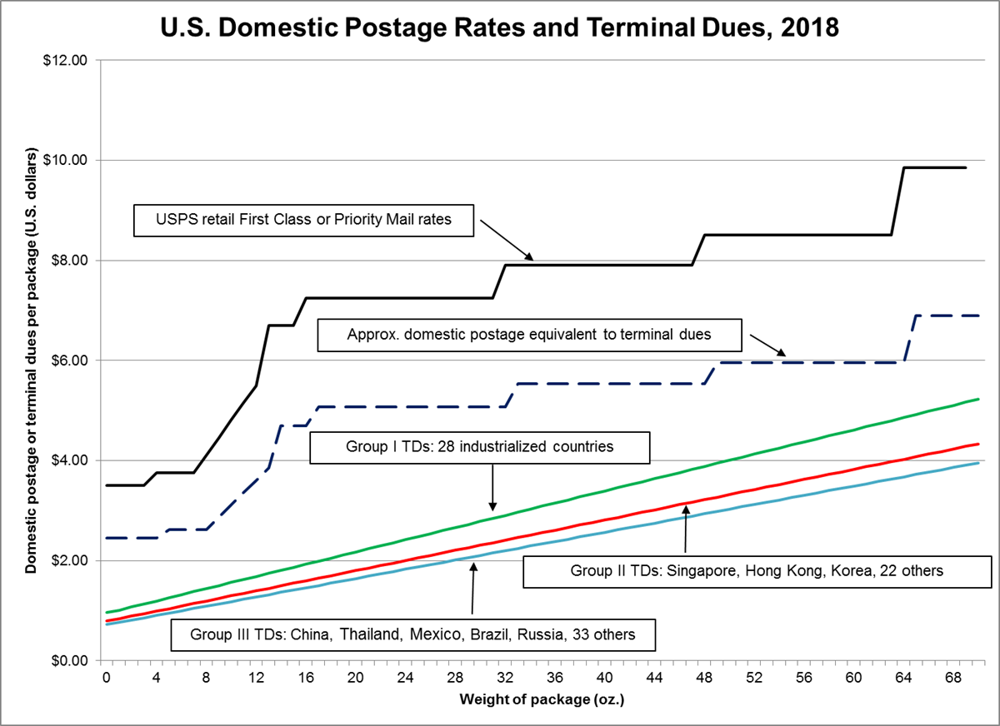 U.S. Domestic Postage Rates and Terminal Dues, 2018
Domestic postage or terminal dues per package (U.S. dollars)
$12.00
$10.00
$8.00
$6.00
$4.00
$2.00
$0.00
USPS retail First Class or Priority Mail rates
Approx. domestic postage equivalent to terminal dues
Group I TDs: 28 industrialized countries
Group II TDs: Singapore, Hong Kong, Korea, 22 others
Group III TDs: China, Thailand, Mexico, Brazil, Russia, 33 others
0 4 8 12 16 20 24 28 32 36 40 44 48 52 56 60 64 68
Weight of package (oz.)